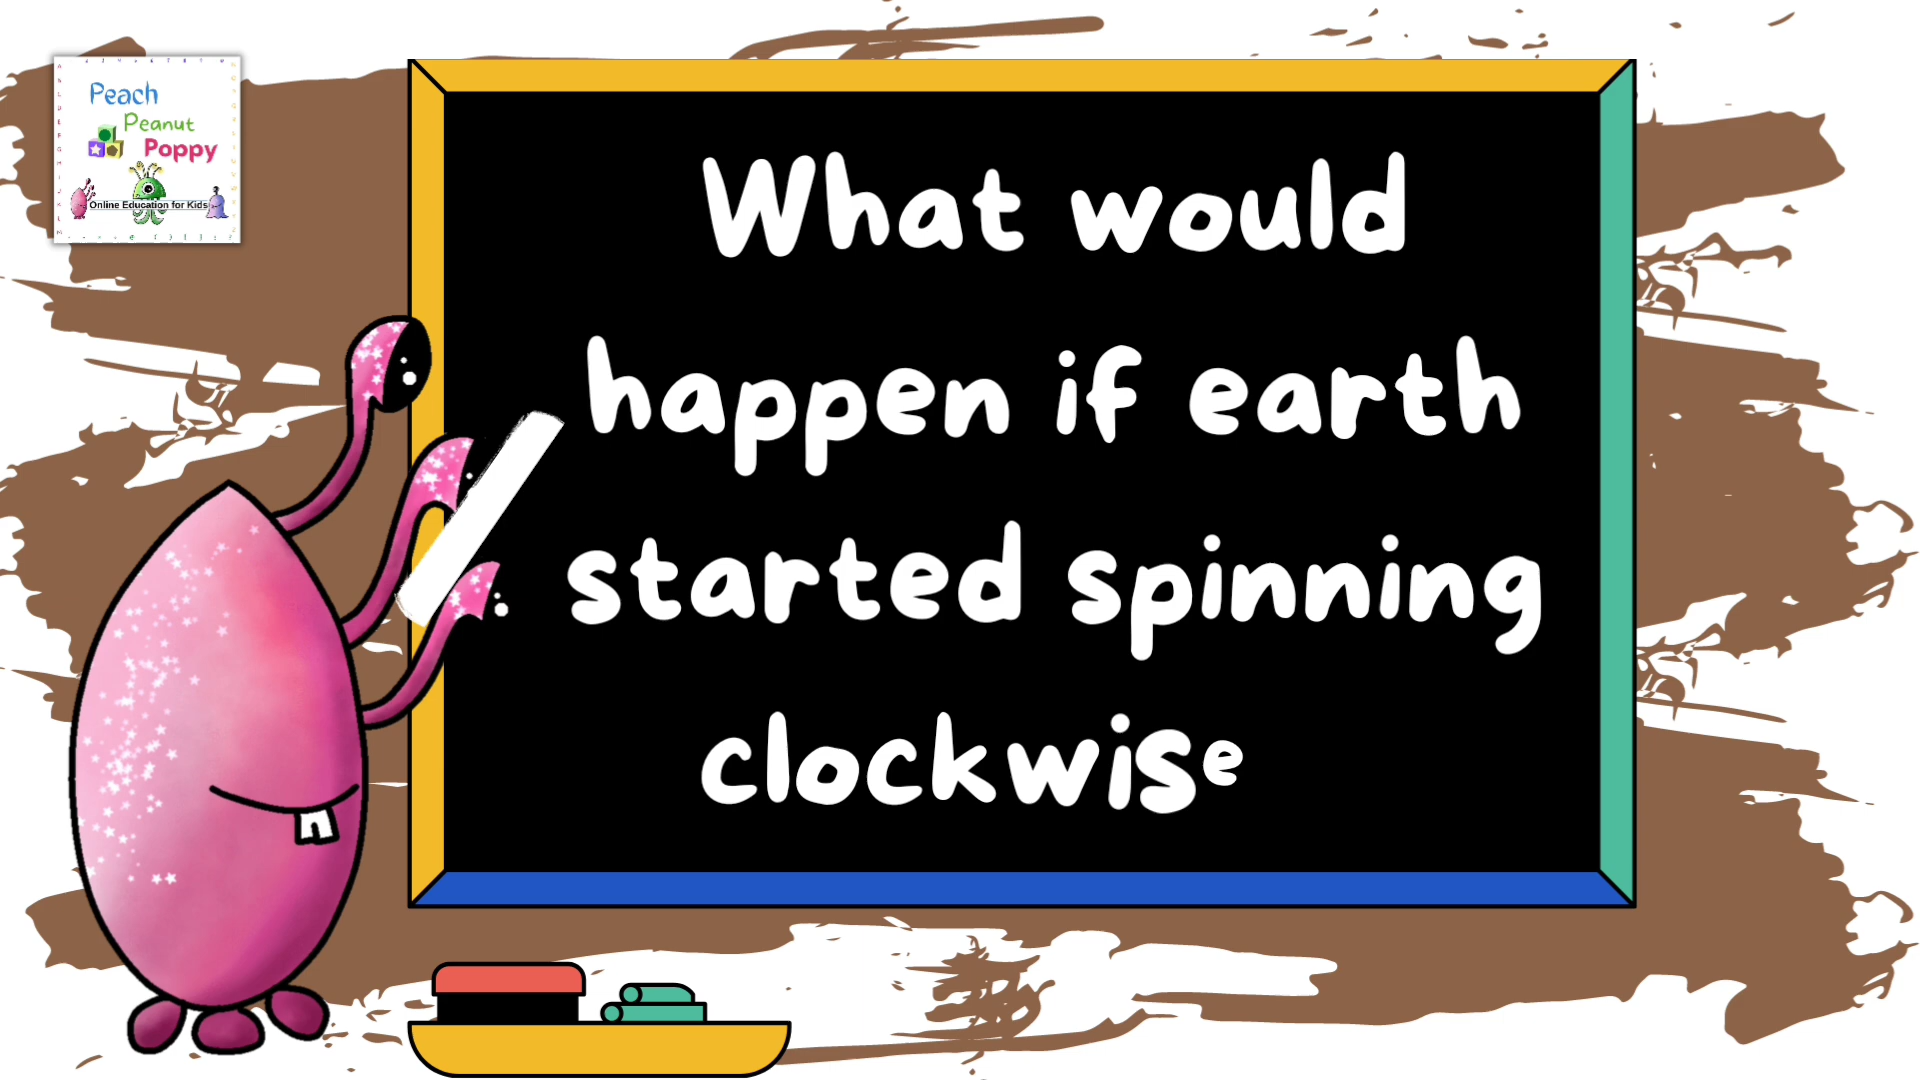 Peach
Peanut
Poppy
Online Education for Kids
What would
happen if earth
started spinning
clockwise